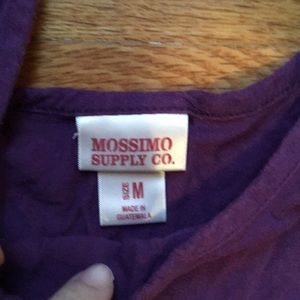 MOSSIMO
SUPPLY CO.
SIZE M
MADE IN
GUATEMALA